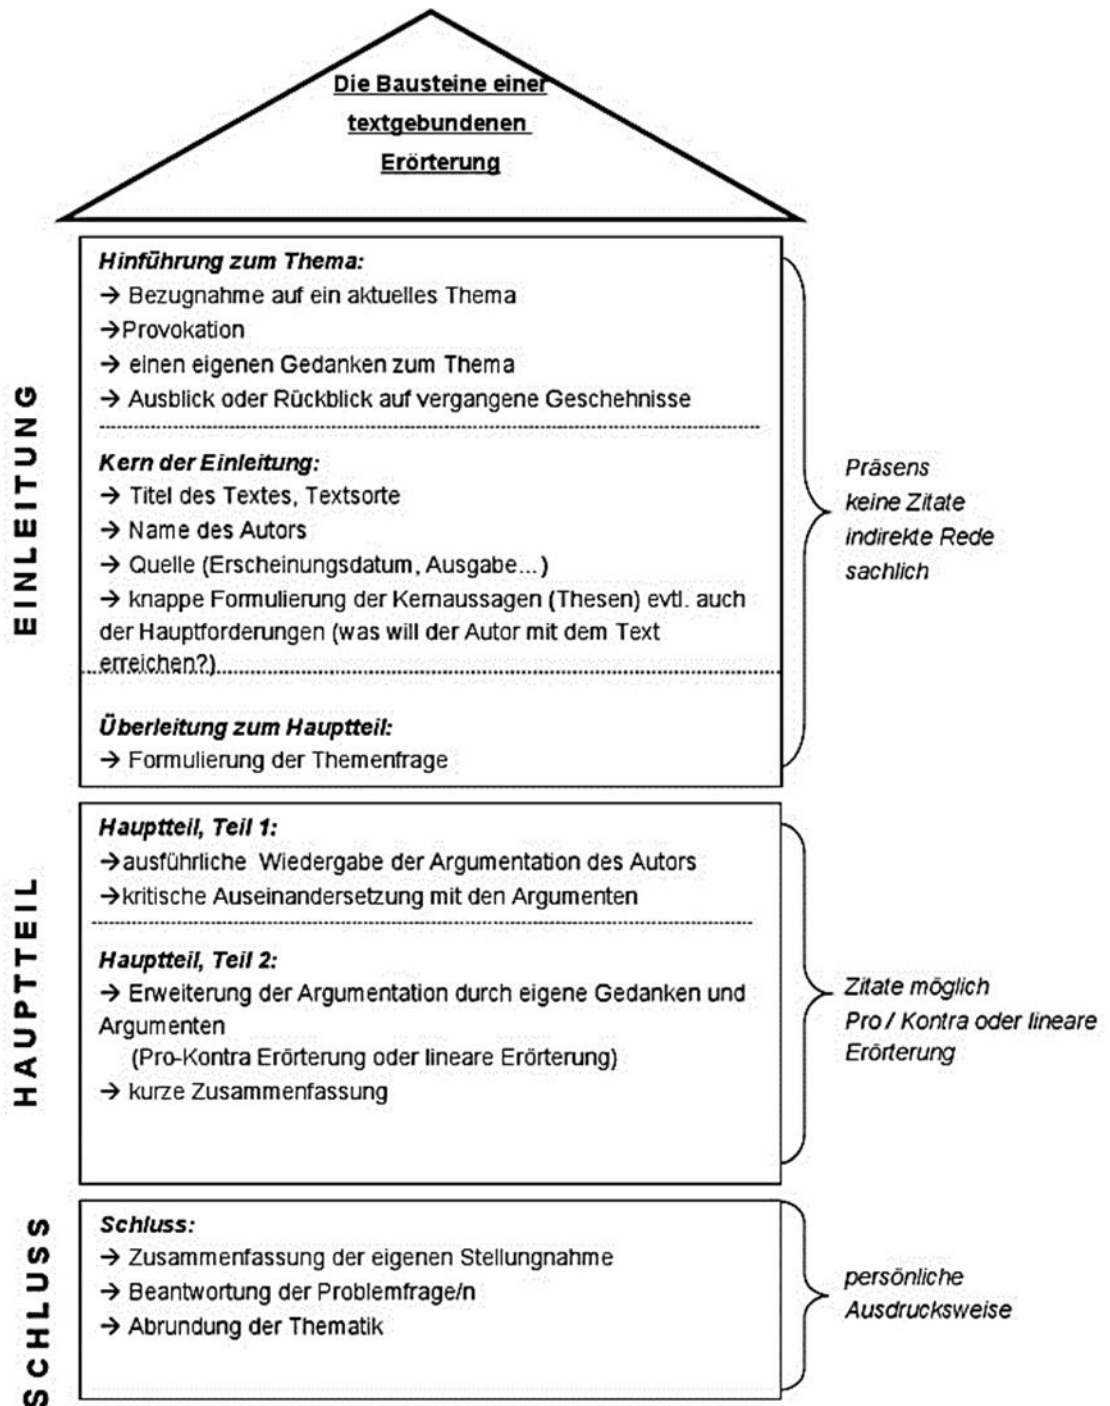 Die Bausteine einer
textgebundenen
Erörterung
EINLEITUNG
Hinführung zum Thema:
→ Bezugnahme auf ein aktuelles Thema
→Provokation
→ einen eigenen Gedanken zum Thema
→ Ausblick oder Rückblick auf vergangene Geschehnisse
Kern der Einleitung:
→ Titel des Textes, Textsorte
→ Name des Autors
→ Quelle (Erscheinungsdatum, Ausgabe...)
→ knappe Formulierung der Kernaussagen (Thesen) evtl. auch
der Hauptforderungen (was will der Autor mit dem Text
erreichen?)
Überleitung zum Hauptteil:
→ Formulierung der Themenfrage
Präsens
keine Zitate
indirekte Rede
sachlich
HAUPTTEIL
Hauptteil, Teil 1:
→ausführliche Wiedergabe der Argumentation des Autors
→kritische Auseinandersetzung mit den Argumenten
Hauptteil, Teil 2:
→ Erweiterung der Argumentation durch eigene Gedanken und
Argumenten
(Pro-Kontra Erörterung oder lineare Erörterung)
→ kurze Zusammenfassung
Zitate möglich
Pro / Kontra oder lineare
Erörterung
SCHLUSS
Schluss:
→ Zusammenfassung der eigenen Stellungnahme
→ Beantwortung der Problemfrage/n
→ Abrundung der Thematik
persönliche
Ausdrucksweise